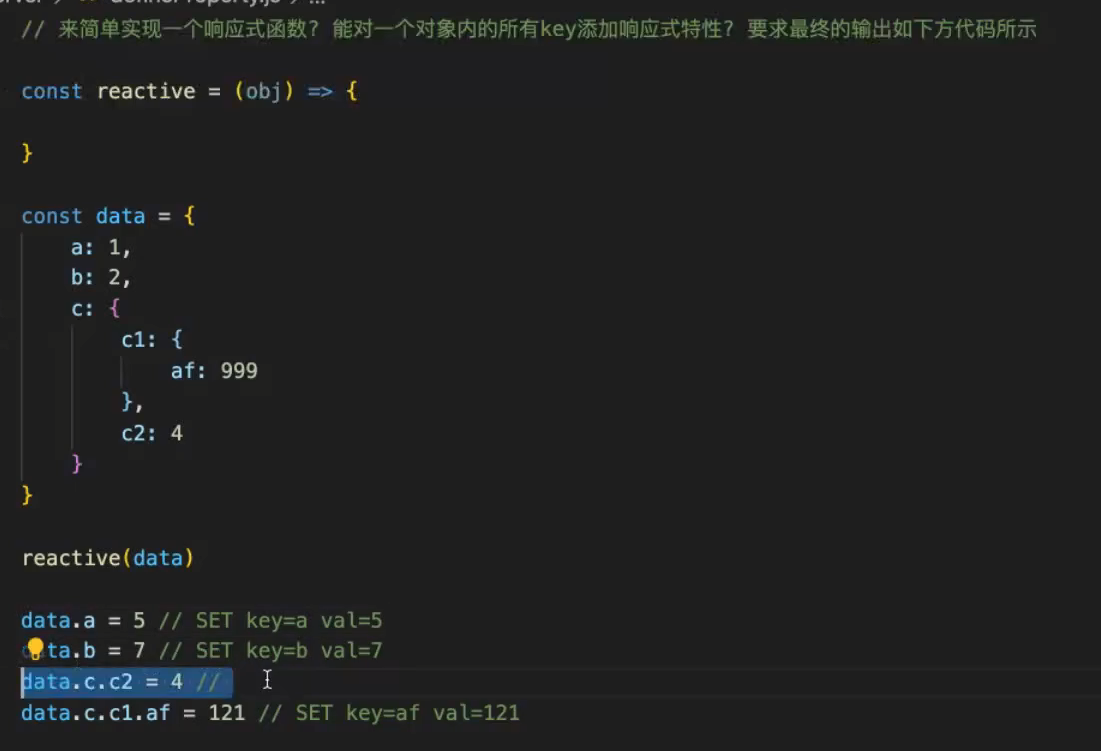 // 来简单实现一个响应式函数? 能对一个对象内的所有key添加响应式特性? 要求最终的输出如下方代码所示
const reactive = (obj) => {
}
const data = {
a: 1,
b: 2,
c: {
c1: {
af: 999
},
c2: 4
}
}
reactive(data)
data.a = 5 // SET key=a val=5
ta.b = 7 // SET key=b val=7
data.c.c2 = 4 //
data.c.c1.af = 121 // SET key=af val=121